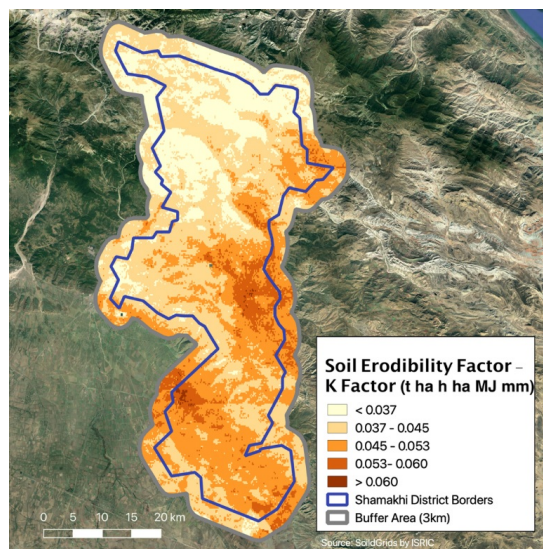 Soil Erodibility Factor –
K Factor (t ha h ha MJ mm)
< 0.037
0.037 - 0.045
0.045 - 0.053
0.053- 0.060
> 0.060
Shamakhi District Borders
Buffer Area (3km)
0 5 10 15 20 km
Source: SoildGrids by ISRIC